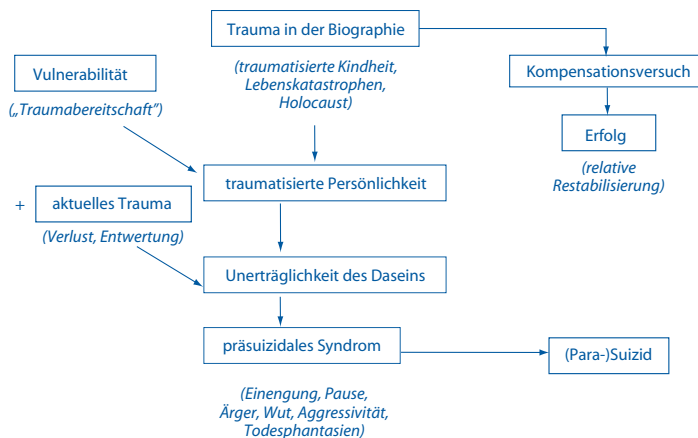 Trauma in der Biographie
(traumatisierte Kindheit,
Lebenskatastrophen,
Holocaust)
Kompensationsversuch
Vulnerabilität
(„Traumabereitschaft")
Erfolg
(relative
Restabilisierung)
traumatisierte Persönlichkeit
+ aktuelles Trauma
(Verlust, Entwertung)
Unerträglichkeit des Daseins
präsuizidales Syndrom
(Para-)Suizid
(Einengung, Pause,
Ärger, Wut, Aggressivität,
Todesphantasien)